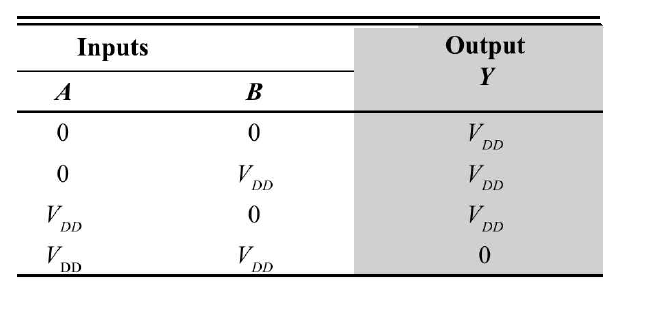 Inputs Output
Y
A B
0 0 V_DD
0 V_DD V_DD
V_DD 0 V_DD
V_DD V_DD 0